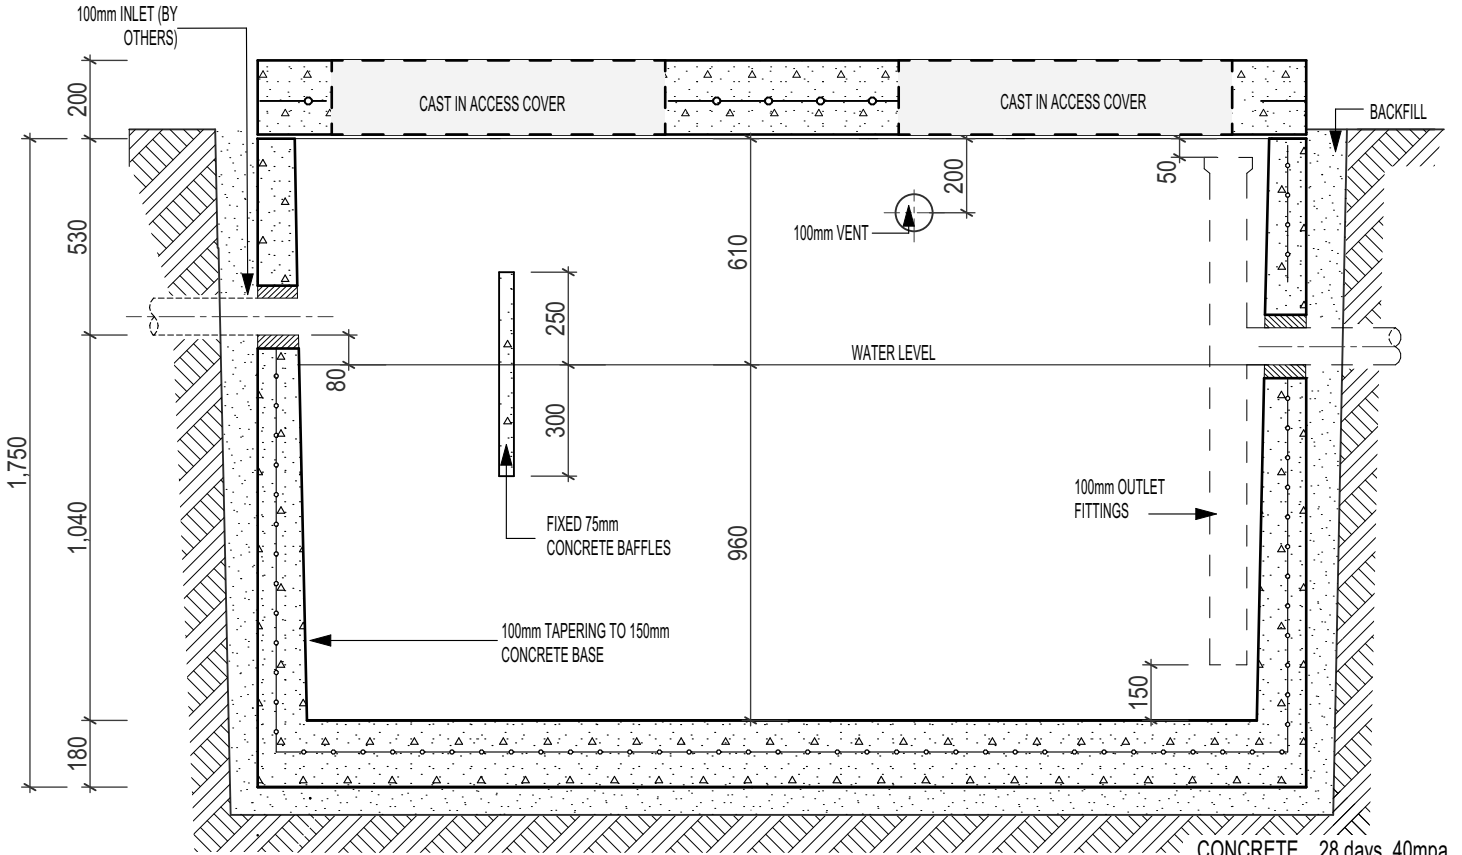 100mm INLET (BY
OTHERS)
200
CAST IN ACCESS COVER
CAST IN ACCESS COVER
BACKFILL
50
200
530
100mm VENT
610
250
WATER LEVEL
80
300
1,750
100mm OUTLET
FITTINGS
1,040
FIXED 75mm
CONCRETE BAFFLES
960
100mm TAPERING TO 150mm
CONCRETE BASE
150
180
CONCRETE 28 days 40mpa